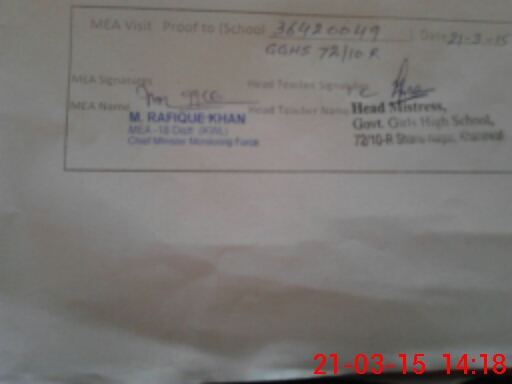 MEA Visit Proof to (School 36420049 ) Date 21-3-15
GGHS 72/10 R
MEA Signature Head Teacher Signature
MEA Name Head Teacher Name Head Mistress,
M. RAFIQUE KHAN Govt. Girls High School,
MEA -18 Distt (KWL) 72/10-R
Chief Minister Monitoring Force
21-03-15 14:18